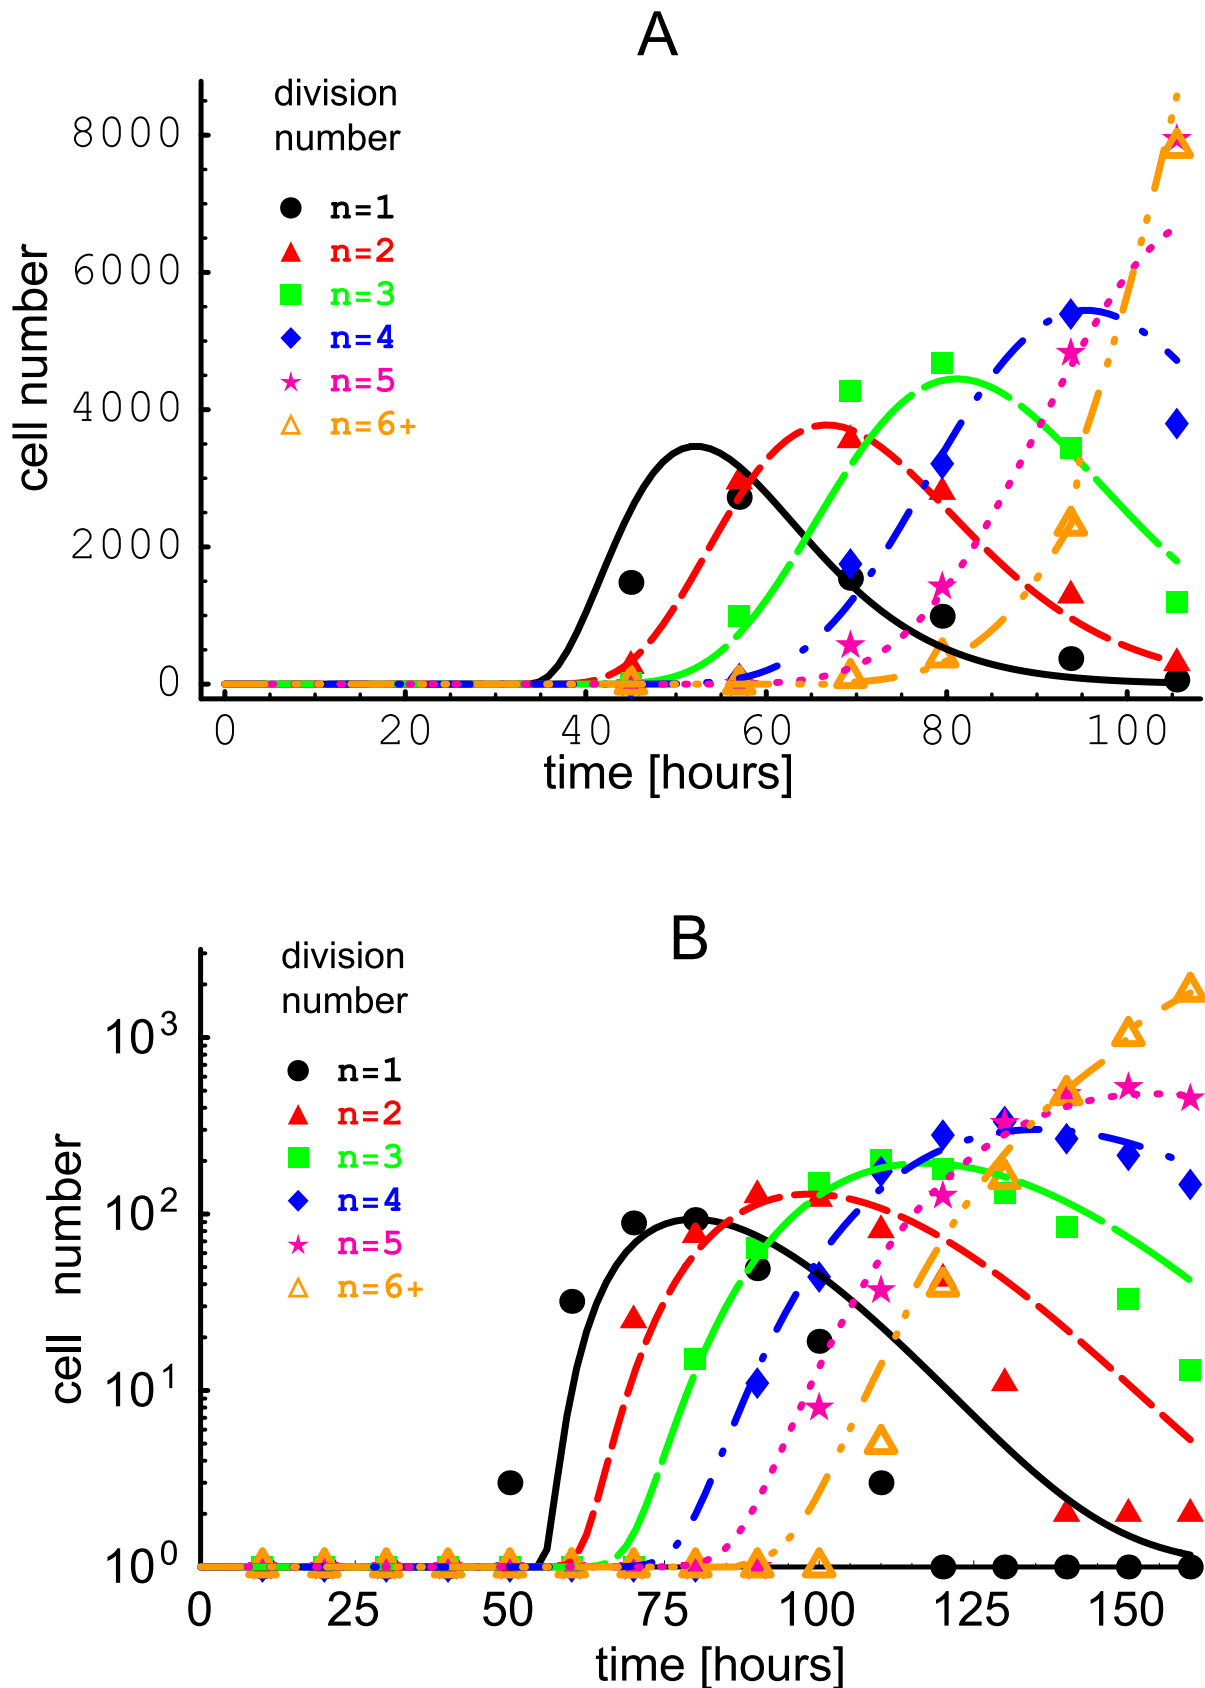 A
division
number
n=1
n=2
n=3
n=4
n=5
n=6+
8000
6000
4000
2000
0
cell number
0 20 40 60 80 100
time [hours]
B
division
number
n=1
n=2
n=3
n=4
n=5
n=6+
10^3
10^2
10^1
10^0
cell number
0 25 50 75 100 125 150
time [hours]